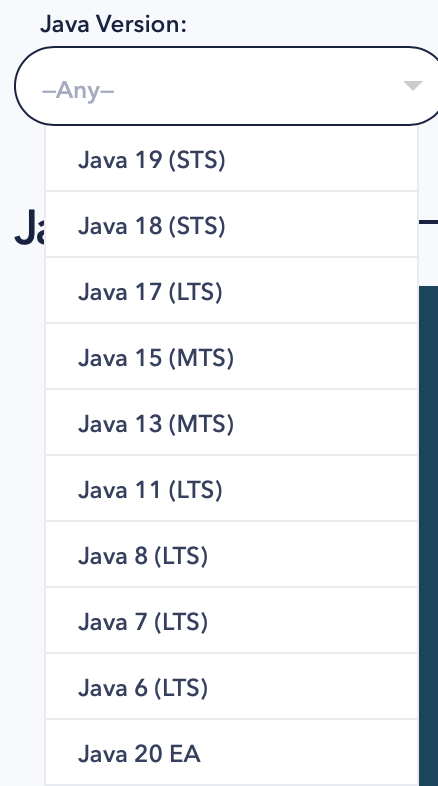 Java Version:
–Any–
Java 19 (STS)
Java 18 (STS)
Java 17 (LTS)
Java 15 (MTS)
Java 13 (MTS)
Java 11 (LTS)
Java 8 (LTS)
Java 7 (LTS)
Java 6 (LTS)
Java 20 EA